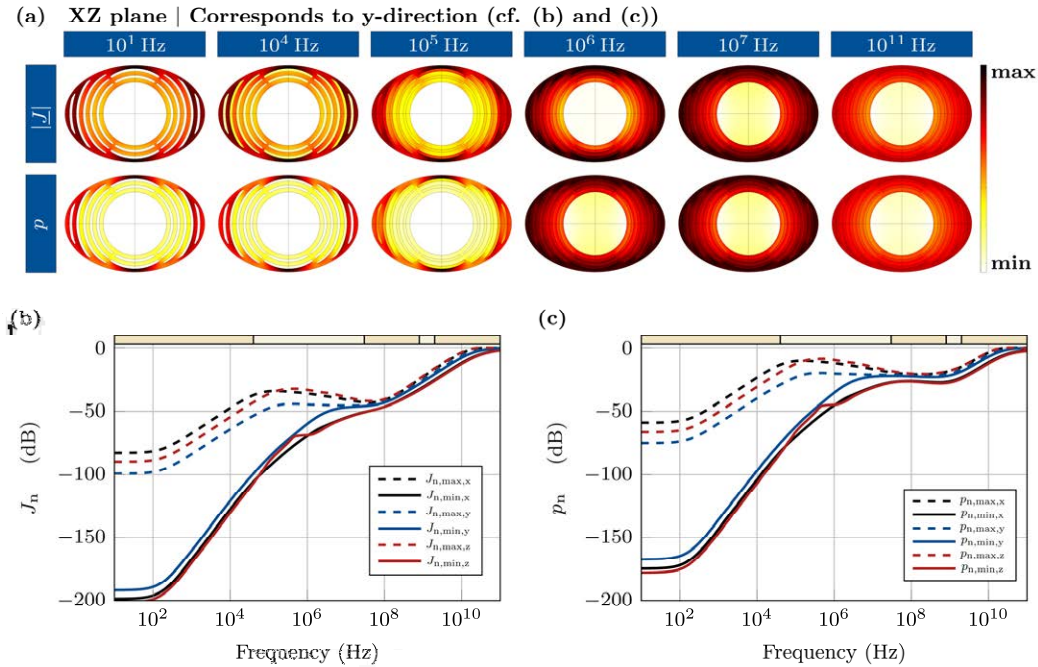 (a) XZ plane | Corresponds to y-direction (cf. (b) and (c))
10¹ Hz 10⁴ Hz 10⁵ Hz 10⁶ Hz 10⁷ Hz 10¹¹ Hz
|J|
max
p
min
(b)
0
−50
−100
−150
−200
Jn (dB)
Jn,max,x
Jn,min,x
Jn,max,y
Jn,min,y
Jn,max,z
Jn,min,z
10² 10⁴ 10⁶ 10⁸ 10¹⁰
Frequency (Hz)
(c)
0
−50
−100
−150
−200
pn (dB)
pn,max,x
pn,min,x
pn,max,y
pn,min,y
pn,max,z
pn,min,z
10² 10⁴ 10⁶ 10⁸ 10¹⁰
Frequency (Hz)